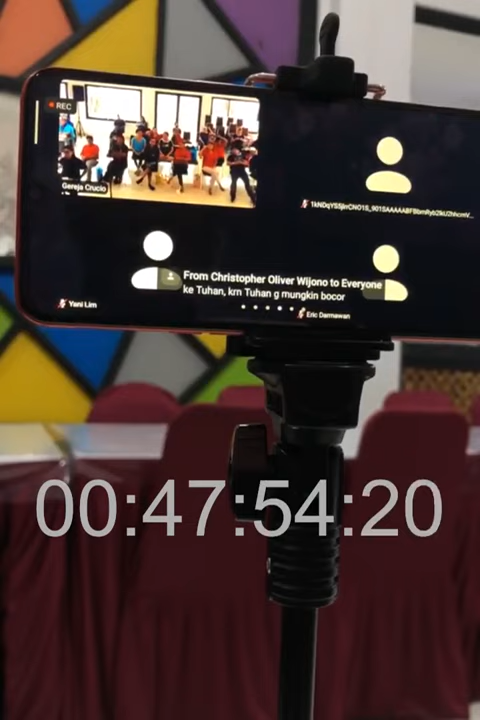 REC
Gereja Crucio
From Christopher Oliver Wijono to Everyone
ke Tuhan, krn Tuhan g mungkin bocor
Yani Lim
Eric Darmawan
00:47:54:20